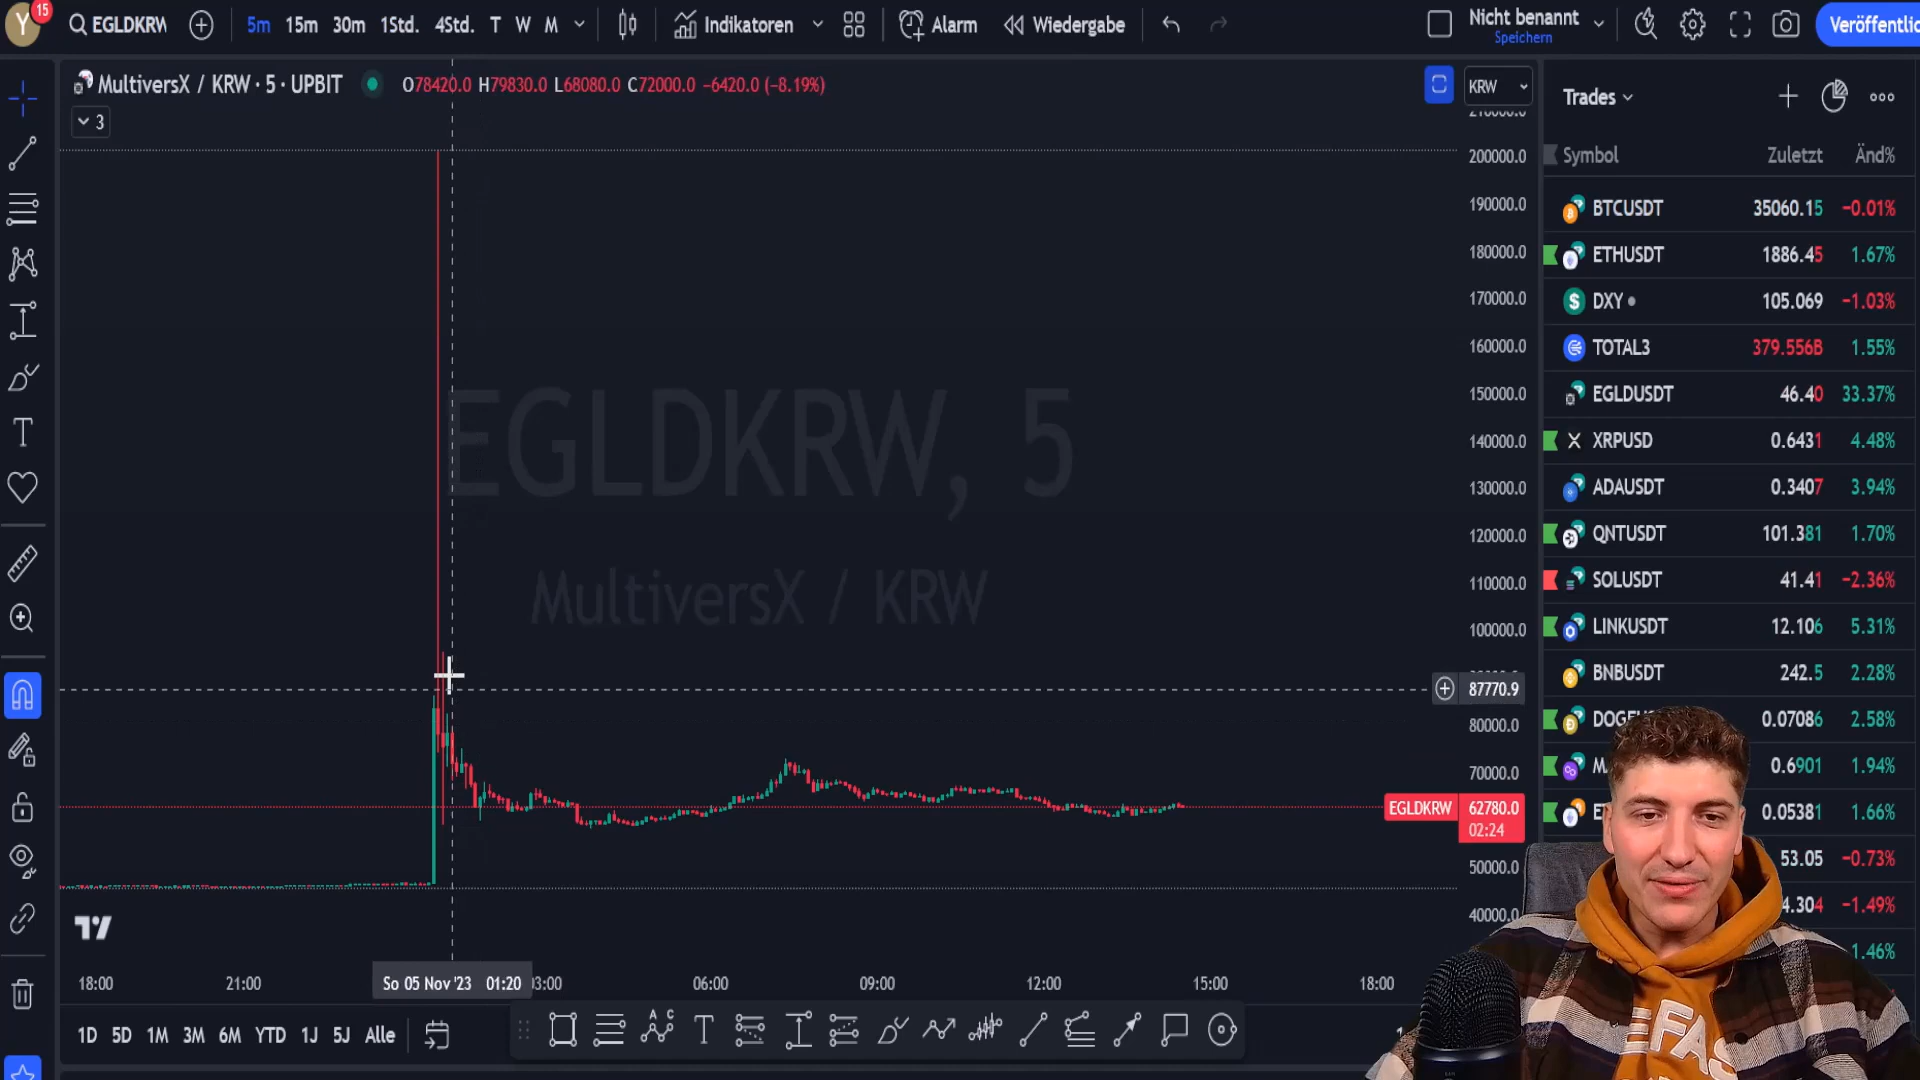 Y 15 EGLDKRW 5m 15m 30m 1Std. 4Std. T W M Indikatoren Alarm Wiedergabe Nicht benannt
Speichern
MultiversX / KRW · 5 · UPBIT O78420.0 H79830.0 L68080.0 C72000.0 −6420.0 (−8.19%)
3
KRW
210000.0
200000.0
190000.0
180000.0
170000.0
160000.0
150000.0
140000.0
130000.0
120000.0
110000.0
100000.0
87770.9
80000.0
70000.0
EGLDKRW 62780.0
02:24
50000.0
40000.0
EGLDKRW, 5
MultiversX / KRW
18:00 21:00 So 05 Nov '23 01:20 03:00 06:00 09:00 12:00 15:00 18:00
1D 5D 1M 3M 6M YTD 1J 5J Alle
Trades
Symbol Zuletzt Änd%
BTCUSDT 35060.15 −0.01%
ETHUSDT 1886.45 1.67%
DXY 105.069 −1.03%
TOTAL3 379.556B 1.55%
EGLDUSDT 46.40 33.37%
XRPUSD 0.6431 4.48%
ADAUSDT 0.3407 3.94%
QNTUSDT 101.381 1.70%
SOLUSDT 41.41 −2.36%
LINKUSDT 12.106 5.31%
BNBUSDT 242.5 2.28%
0.07086 2.58%
0.6901 1.94%
0.05381 1.66%
53.05 −0.73%
4.304 −1.49%
1.46%